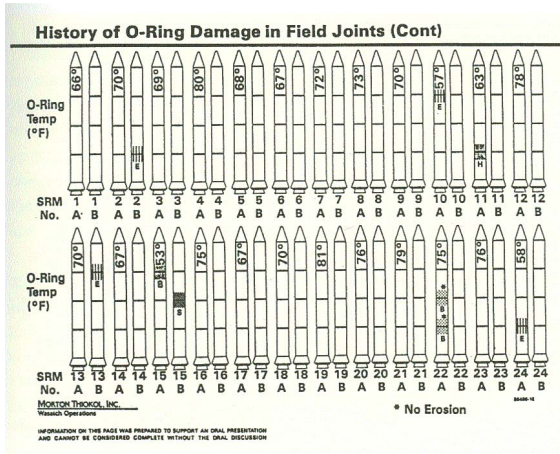 History of O-Ring Damage in Field Joints (Cont)
66° 70° 69° 80° 68° 67° 72° 73° 70° 57° 63° 78°
O-Ring
Temp
(°F)
E E H
SRM 1 1 2 2 3 3 4 4 5 5 6 6 7 7 8 8 9 9 10 10 11 11 12 12
No. A B A B A B A B A B A B A B A B A B A B A B A B
70° 67° 53° 75° 67° 70° 81° 76° 79° 75° 76° 58°
O-Ring
Temp
(°F)
E B S * B * B E
SRM 13 13 14 14 15 15 16 16 17 17 18 18 19 19 20 20 21 21 22 22 23 23 24 24
No. A B A B A B A B A B A B A B A B A B A B A B A B
MORTON THIOKOL, INC.
Wasatch Operations
* No Erosion
INFORMATION ON THIS PAGE WAS PREPARED TO SUPPORT AN ORAL PRESENTATION
AND CANNOT BE CONSIDERED COMPLETE WITHOUT THE ORAL DISCUSSION